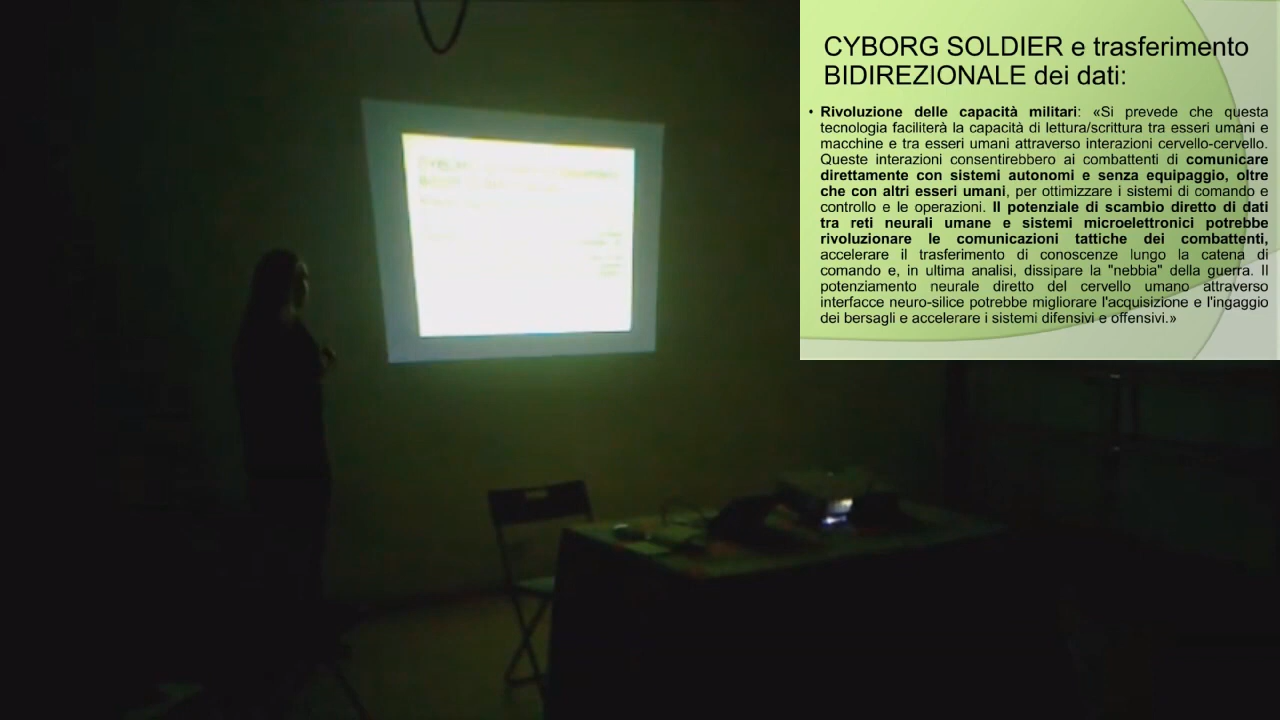 CYBORG SOLDIER e trasferimento
BIDIREZIONALE dei dati:
• Rivoluzione delle capacità militari: «Si prevede che questa
tecnologia faciliterà la capacità di lettura/scrittura tra esseri umani e
macchine e tra esseri umani attraverso interazioni cervello-cervello.
Queste interazioni consentirebbero ai combattenti di comunicare
direttamente con sistemi autonomi e senza equipaggio, oltre
che con altri esseri umani, per ottimizzare i sistemi di comando e
controllo e le operazioni. Il potenziale di scambio diretto di dati
tra reti neurali umane e sistemi microelettronici potrebbe
rivoluzionare le comunicazioni tattiche dei combattenti,
accelerare il trasferimento di conoscenze lungo la catena di
comando e, in ultima analisi, dissipare la "nebbia" della guerra. Il
potenziamento neurale diretto del cervello umano attraverso
interfacce neuro-silice potrebbe migliorare l'acquisizione e l'ingaggio
dei bersagli e accelerare i sistemi difensivi e offensivi.»